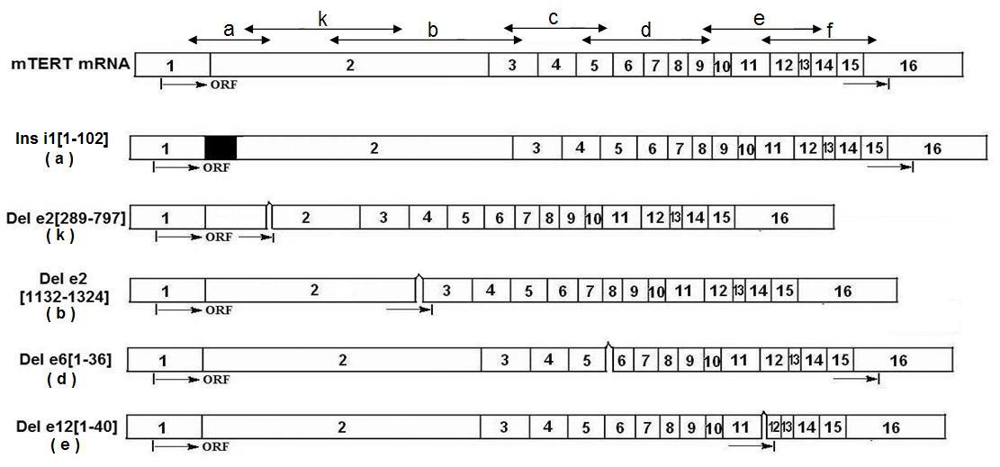 a k b c d e f
mTERT mRNA 1 2 3 4 5 6 7 8 9 10 11 12 13 14 15 16
ORF
Ins i1[1-102] 1 2 3 4 5 6 7 8 9 10 11 12 13 14 15 16
( a )
ORF
Del e2[289-797] 1 2 3 4 5 6 7 8 9 10 11 12 13 14 15 16
( k )
ORF
Del e2
[1132-1324] 1 2 3 4 5 6 7 8 9 10 11 12 13 14 15 16
( b )
ORF
Del e6[1-36] 1 2 3 4 5 6 7 8 9 10 11 12 13 14 15 16
( d )
ORF
Del e12[1-40] 1 2 3 4 5 6 7 8 9 10 11 12 13 14 15 16
( e )
ORF